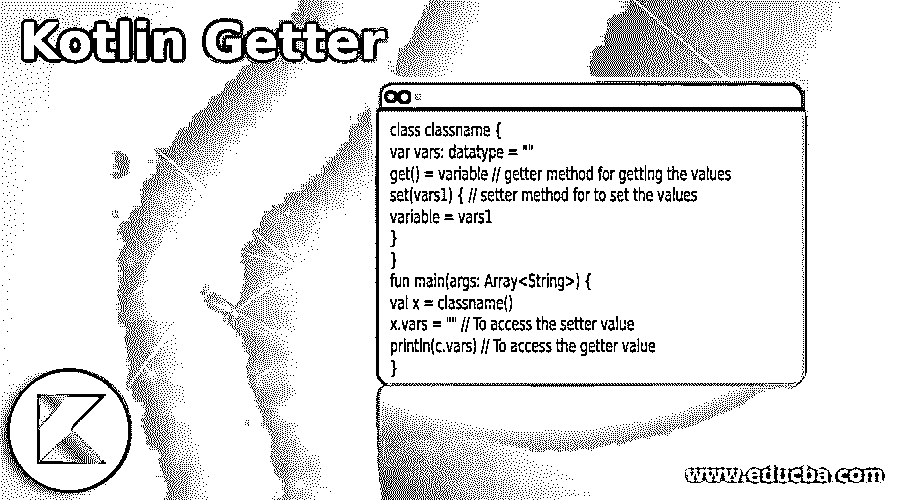 Kotlin Getter
class classname {
var vars: datatype = ""
get() = variable // getter method for getting the values
set(vars1) { // setter method for to set the values
variable = vars1
}
}
fun main(args: Array<String>) {
val x = classname()
x.vars = "" // To access the setter value
println(c.vars) // To access the getter value
}
www.educba.com